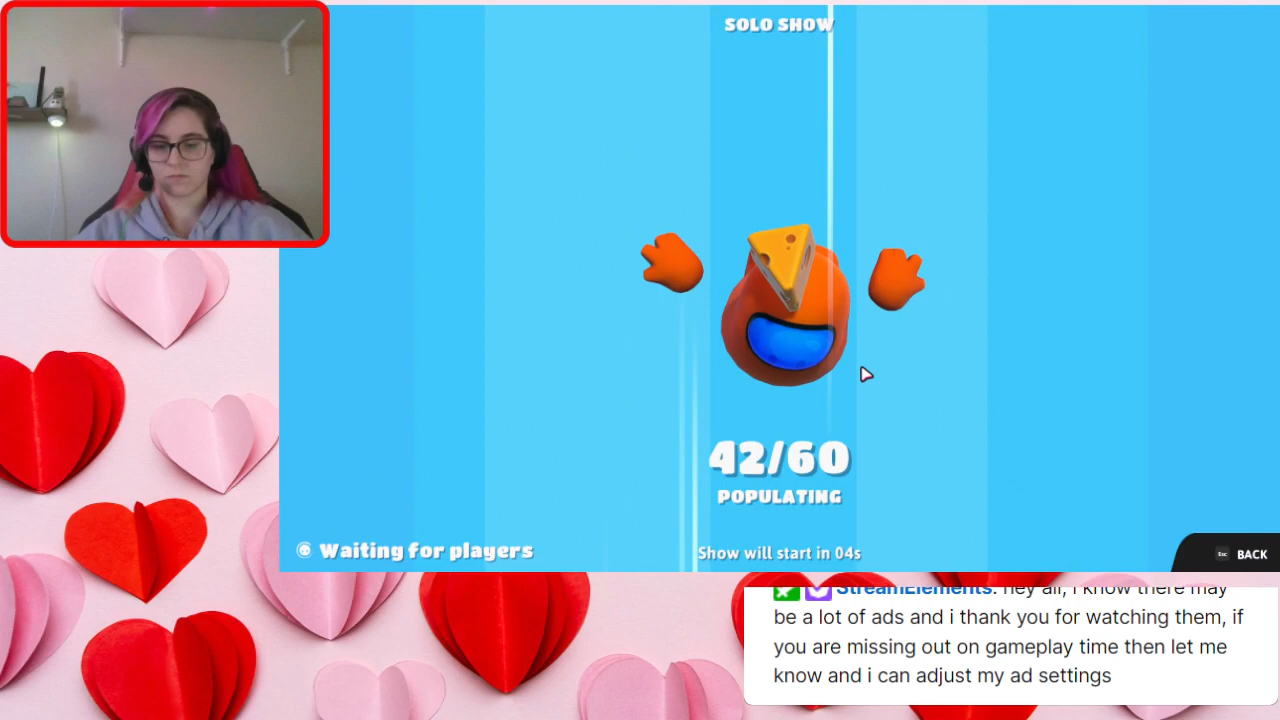 SOLO SHOW
42/60
POPULATING
Waiting for players
Show will start in 04s
Esc BACK
StreamElements: hey all, i know there may
be a lot of ads and i thank you for watching them, if
you are missing out on gameplay time then let me
know and i can adjust my ad settings